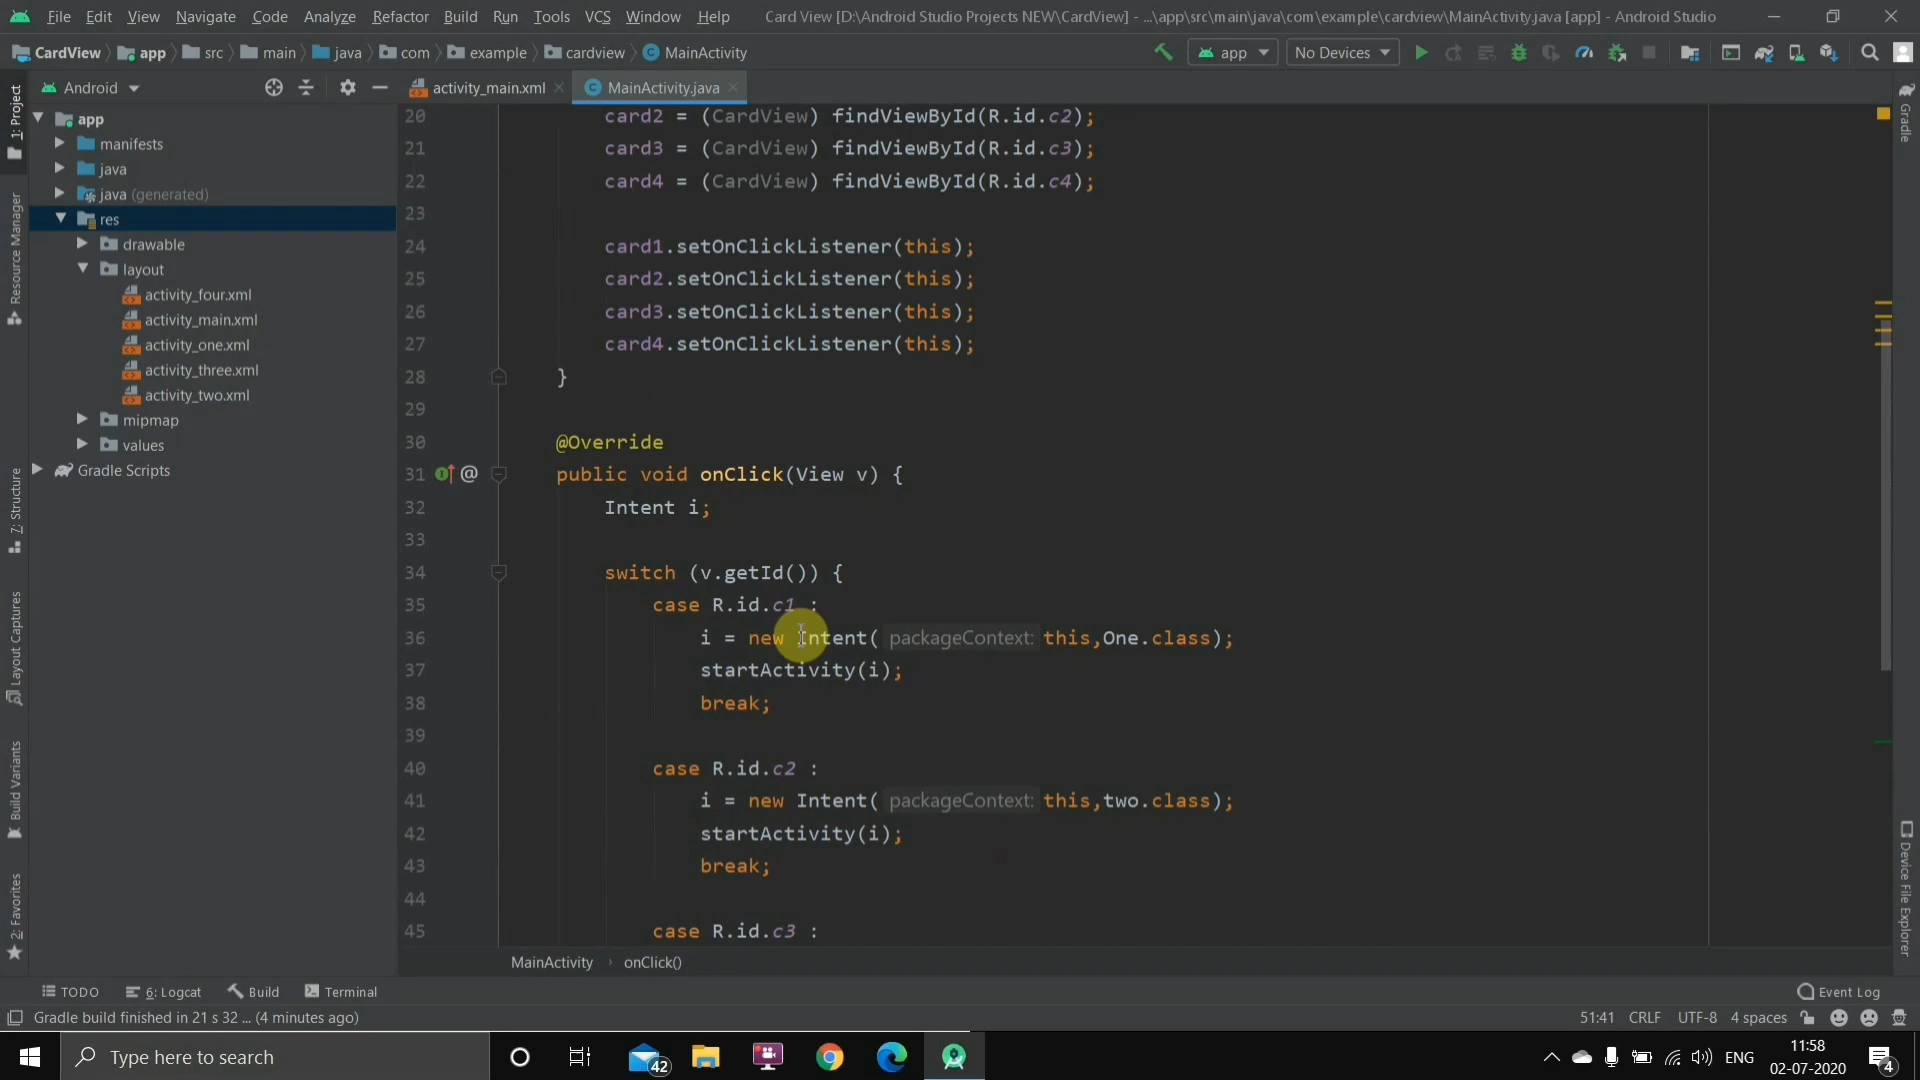 File Edit View Navigate Code Analyze Refactor Build Run Tools VCS Window Help Card View [D:\Android Studio Projects NEW\CardView] - ...\app\src\main\java\com\example\cardview\MainActivity.java [app] - Android Studio
CardView app src main java com example cardview MainActivity app No Devices
Android activity_main.xml MainActivity.java
1: Project
Resource Manager
7: Structure
Layout Captures
Build Variants
2: Favorites
app
manifests
java
java (generated)
res
drawable
layout
activity_four.xml
activity_main.xml
activity_one.xml
activity_three.xml
activity_two.xml
mipmap
values
Gradle Scripts
20 card2 = (CardView) findViewById(R.id.c2);
21 card3 = (CardView) findViewById(R.id.c3);
22 card4 = (CardView) findViewById(R.id.c4);
23
24 card1.setOnClickListener(this);
25 card2.setOnClickListener(this);
26 card3.setOnClickListener(this);
27 card4.setOnClickListener(this);
28 }
29
30 @Override
31 @ public void onClick(View v) {
32 Intent i;
33
34 switch (v.getId()) {
35 case R.id.c1 :
36 i = new Intent( packageContext: this,One.class);
37 startActivity(i);
38 break;
39
40 case R.id.c2 :
41 i = new Intent( packageContext: this,two.class);
42 startActivity(i);
43 break;
44
45 case R.id.c3 :
MainActivity › onClick()
Gradle
Device File Explorer
TODO 6: Logcat Build Terminal Event Log
Gradle build finished in 21 s 32 ... (4 minutes ago) 51:41 CRLF UTF-8 4 spaces
Type here to search 42 ENG 11:58 4
02-07-2020